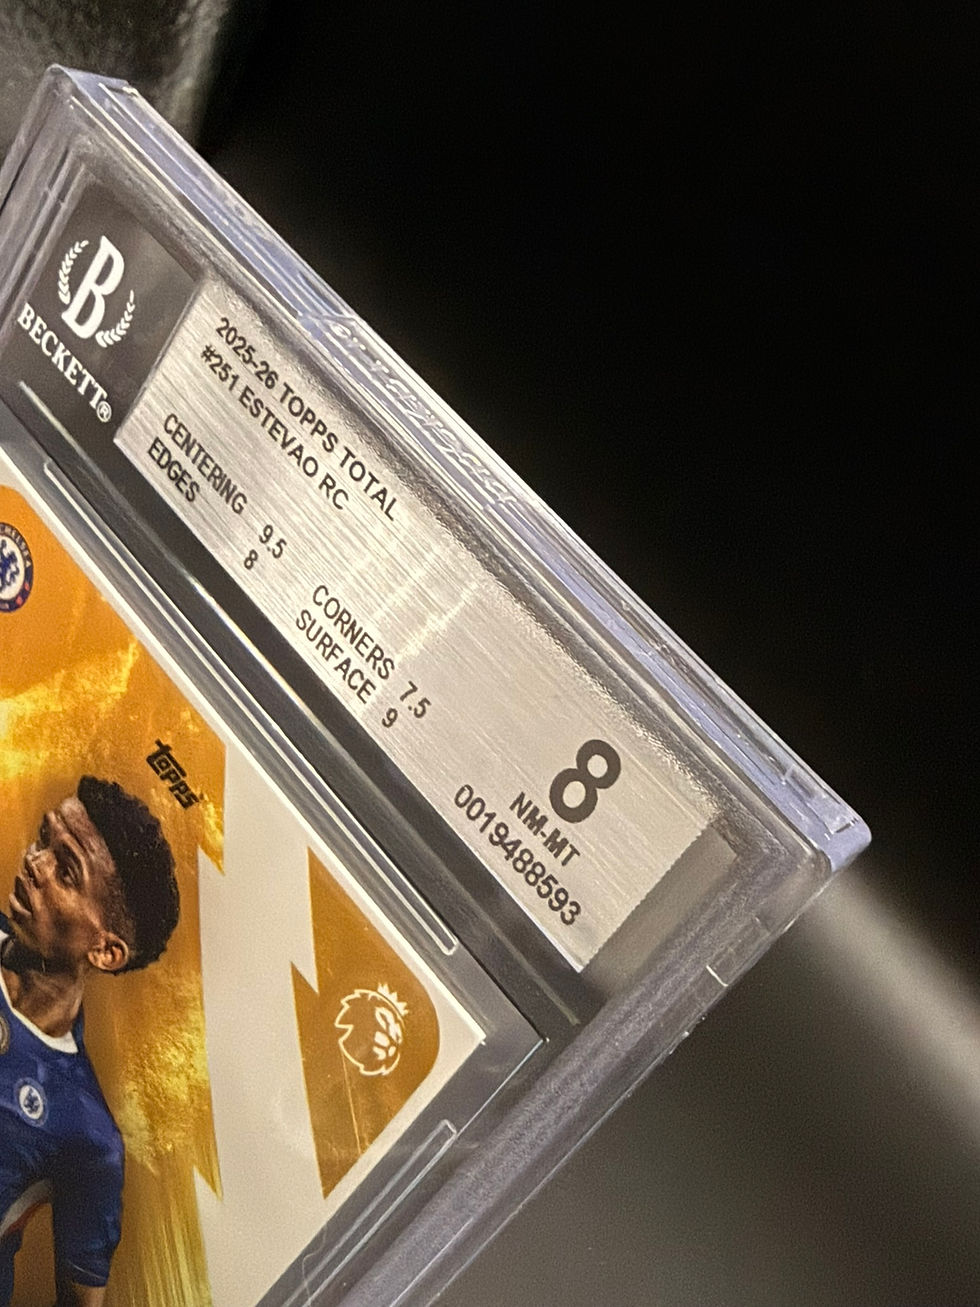 B
BECKETT®
2025-26 TOPPS TOTAL
#251 ESTEVAO RC
CENTERING 9.5 CORNERS 7.5
EDGES 8 SURFACE 9
8
NM-MT
0019488593
CHELSEA
TOPPS